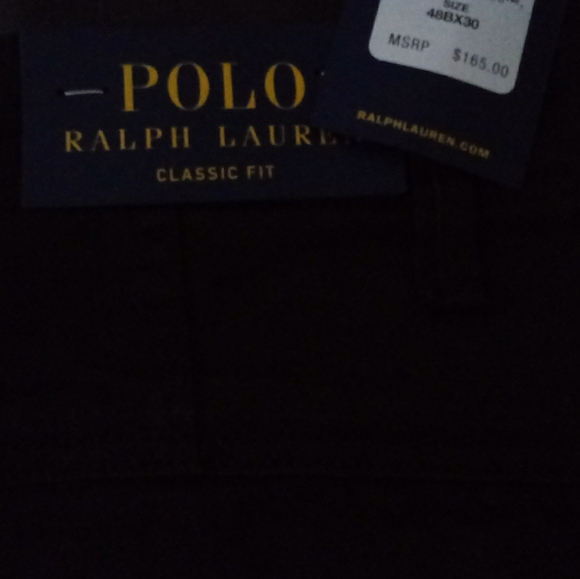 POLO
RALPH LAUREN
CLASSIC FIT
SIZE
48BX30
MSRP $165.00
RALPHLAUREN.COM